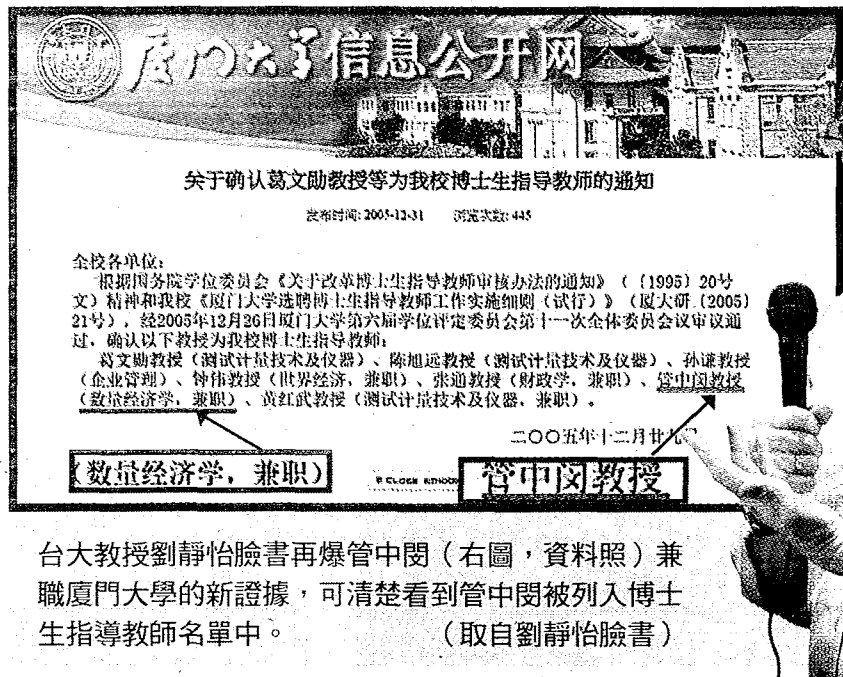 厦门大学信息公开网
关于确认葛文勋教授等为我校博士生指导教师的通知
发布时间: 2005-12-31 浏览次数: 445
全校各单位:
根据国务院学位委员会《关于改革博士生指导教师审核办法的通知》（〔1995〕20号
文）精神和我校《厦门大学选聘博士生指导教师工作实施细则（试行）》（厦大研〔2005〕
21号），经2005年12月26日厦门大学第六届学位评定委员会第十一次全体委员会议审议通
过，确认以下教授为我校博士生指导教师:
葛文勋教授（测试计量技术及仪器）、陈旭远教授（测试计量技术及仪器）、孙谦教授
（企业管理）、钟伟教授（世界经济，兼职）、张通教授（财政学，兼职）、管中闵教授
（数量经济学，兼职）、黄红武教授（测试计量技术及仪器，兼职）。
二〇〇五年十二月廿九
（数量经济学，兼职）
CLOSE WINDOW
管中闵教授
台大教授劉靜怡臉書再爆管中閔（右圖，資料照）兼
職廈門大學的新證據，可清楚看到管中閔被列入博士
生指導教師名單中。 （取自劉靜怡臉書）